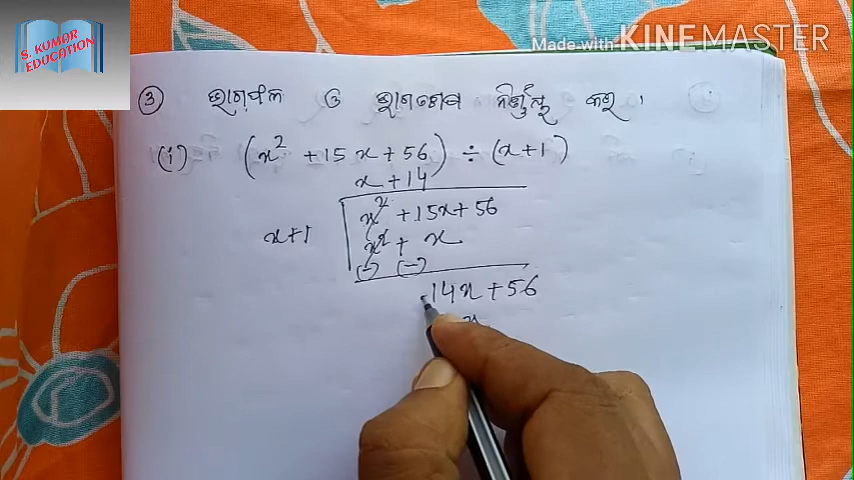 S. KUMAR
EDUCATION
Made with KINEMASTER
③ ଭାଗଫଳ ଓ ଭାଗଶେଷ ନିର୍ଣ୍ଣୟ କର ।
(i) (x² + 15x + 56) ÷ (x+1)
x + 14
x+1 x² + 15x + 56
x² + x
(-) (-)
14x + 56
x